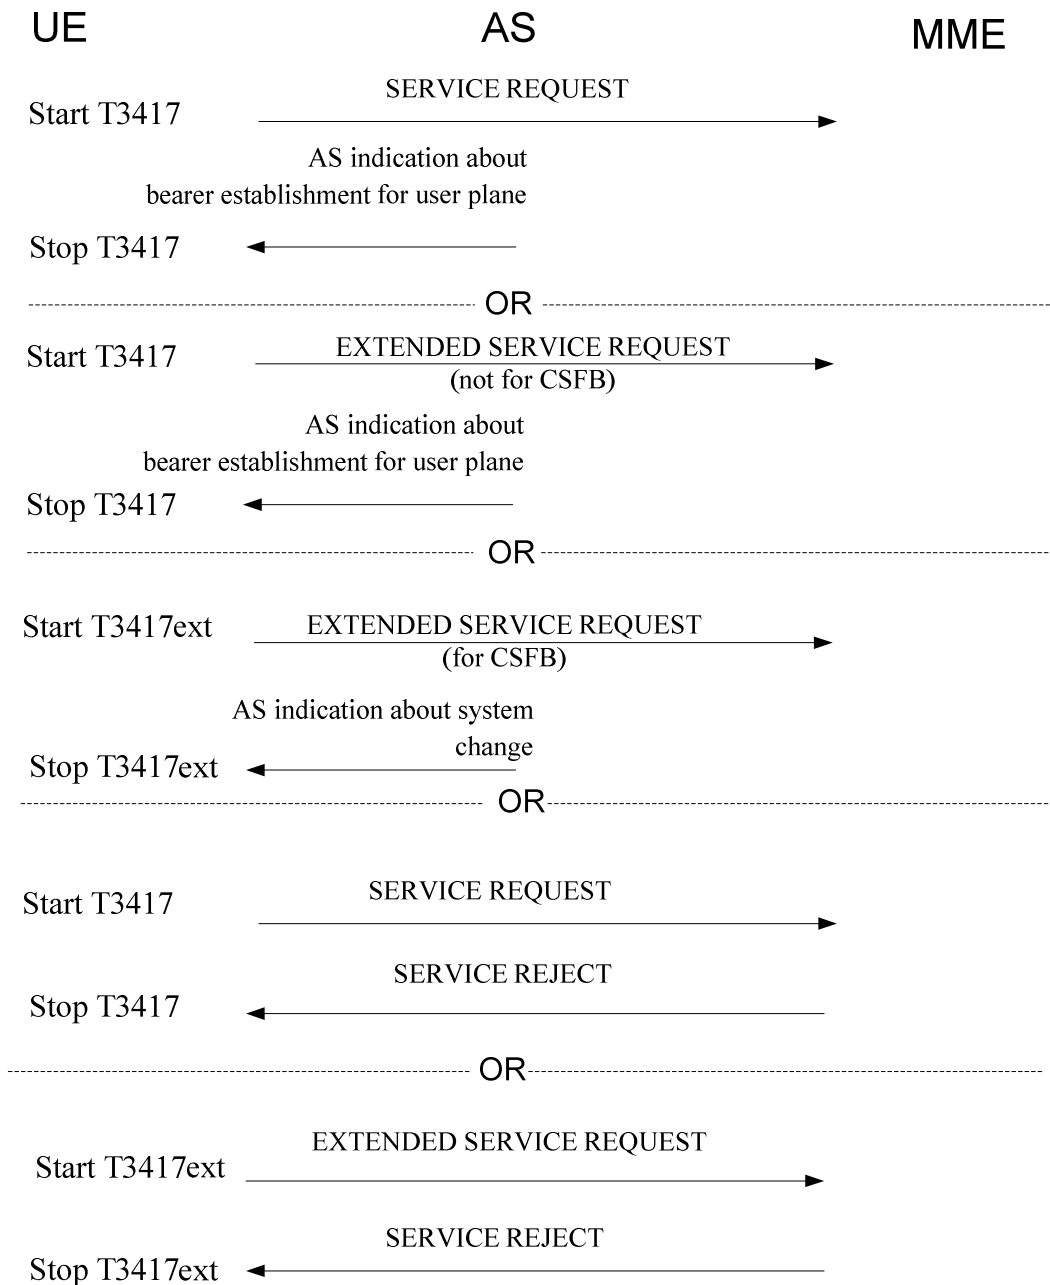 UE AS MME
SERVICE REQUEST
Start T3417
AS indication about
bearer establishment for user plane
Stop T3417
OR
EXTENDED SERVICE REQUEST
Start T3417
(not for CSFB)
AS indication about
bearer establishment for user plane
Stop T3417
OR
Start T3417ext
EXTENDED SERVICE REQUEST
(for CSFB)
AS indication about system
change
Stop T3417ext
OR
SERVICE REQUEST
Start T3417
SERVICE REJECT
Stop T3417
OR
EXTENDED SERVICE REQUEST
Start T3417ext
SERVICE REJECT
Stop T3417ext